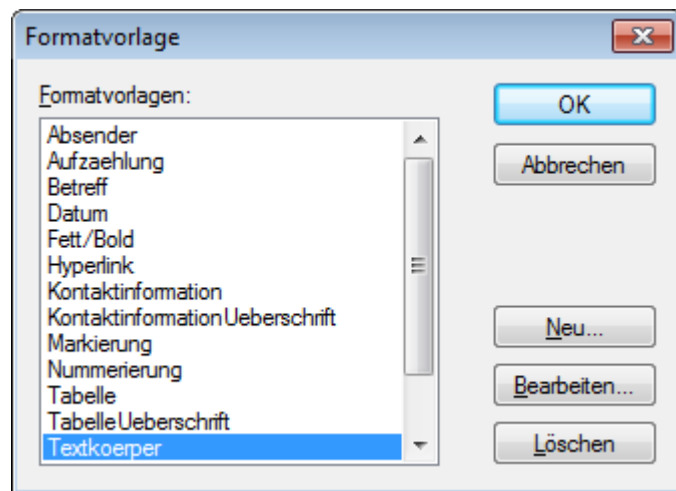 Formatvorlage
Formatvorlagen:
OK
Absender
Aufzaehlung
Abbrechen
Betreff
Datum
Fett/Bold
Hyperlink
Kontaktinformation
KontaktinformationUeberschrift
Neu...
Markierung
Nummerierung
Bearbeiten...
Tabelle
TabelleUeberschrift
Textkoerper
Löschen